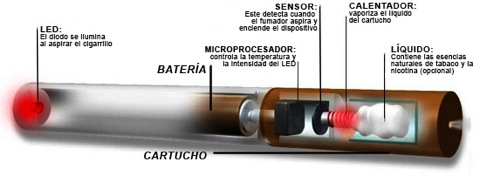 LED:
El diodo se ilumina
al aspirar el cigarrillo
BATERÍA
MICROPROCESADOR:
controla la temperatura y
la intensidad del LED
SENSOR:
Este detecta cuando
el fumador aspira y
enciende el dispositivo
CALENTADOR:
vaporiza el líquido
del cartucho
LÍQUIDO:
Contiene las esencias
naturales de tabaco y la
nicotina (opcional)
CARTUCHO